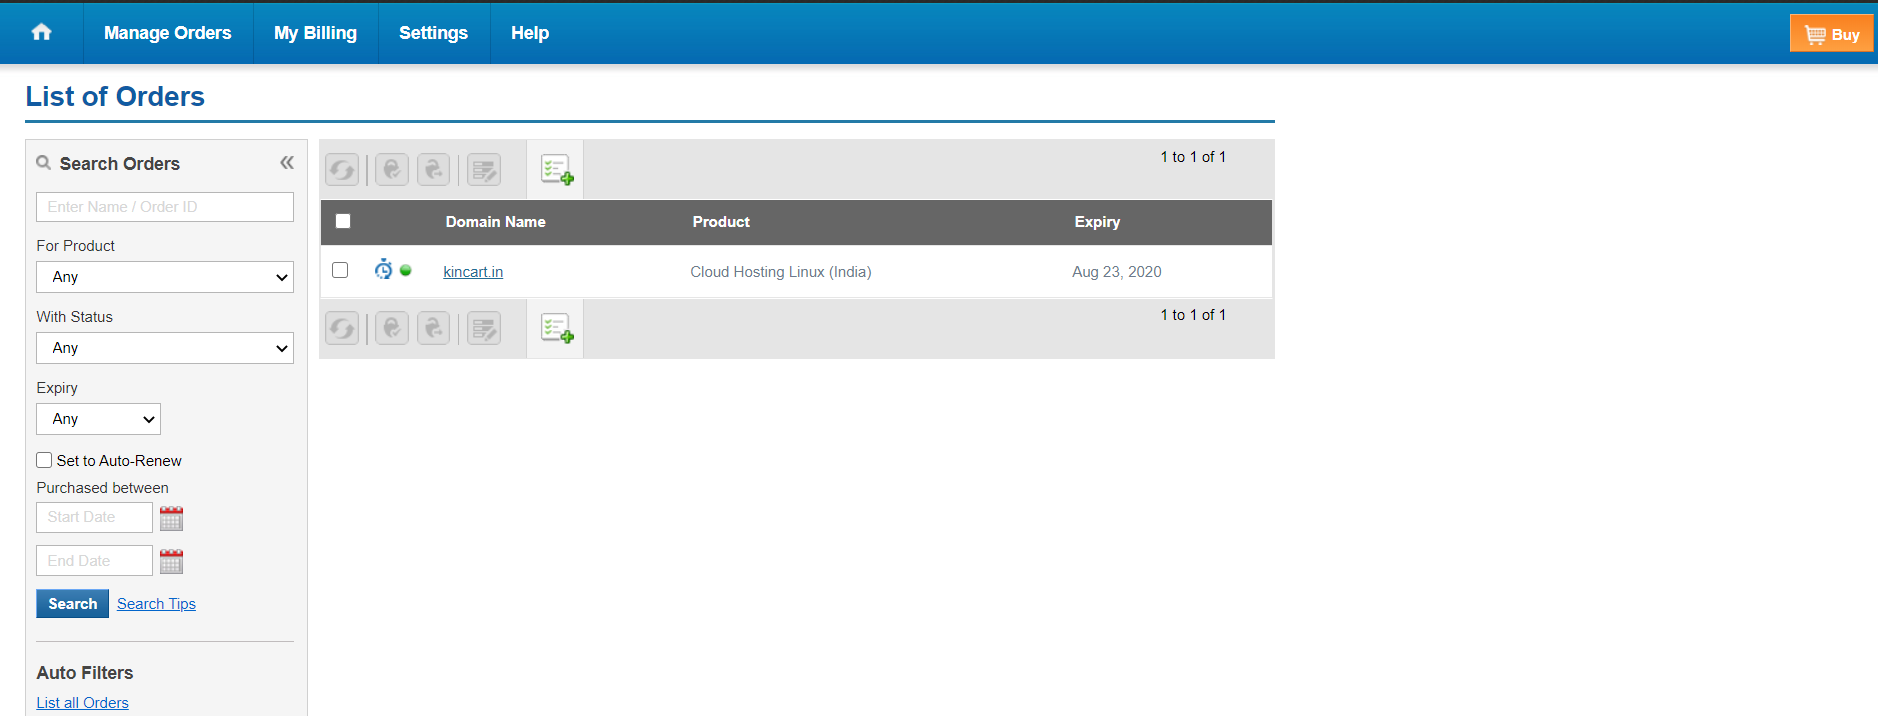 Manage Orders
My Billing
Settings
Help
Buy
List of Orders
Search Orders
Enter Name / Order ID
For Product
Any
With Status
Any
Expiry
Any
Set to Auto-Renew
Purchased between
Start Date
End Date
Search Search Tips
Auto Filters
List all Orders
1 to 1 of 1
Domain Name Product Expiry
kincart.in Cloud Hosting Linux (India) Aug 23, 2020
1 to 1 of 1